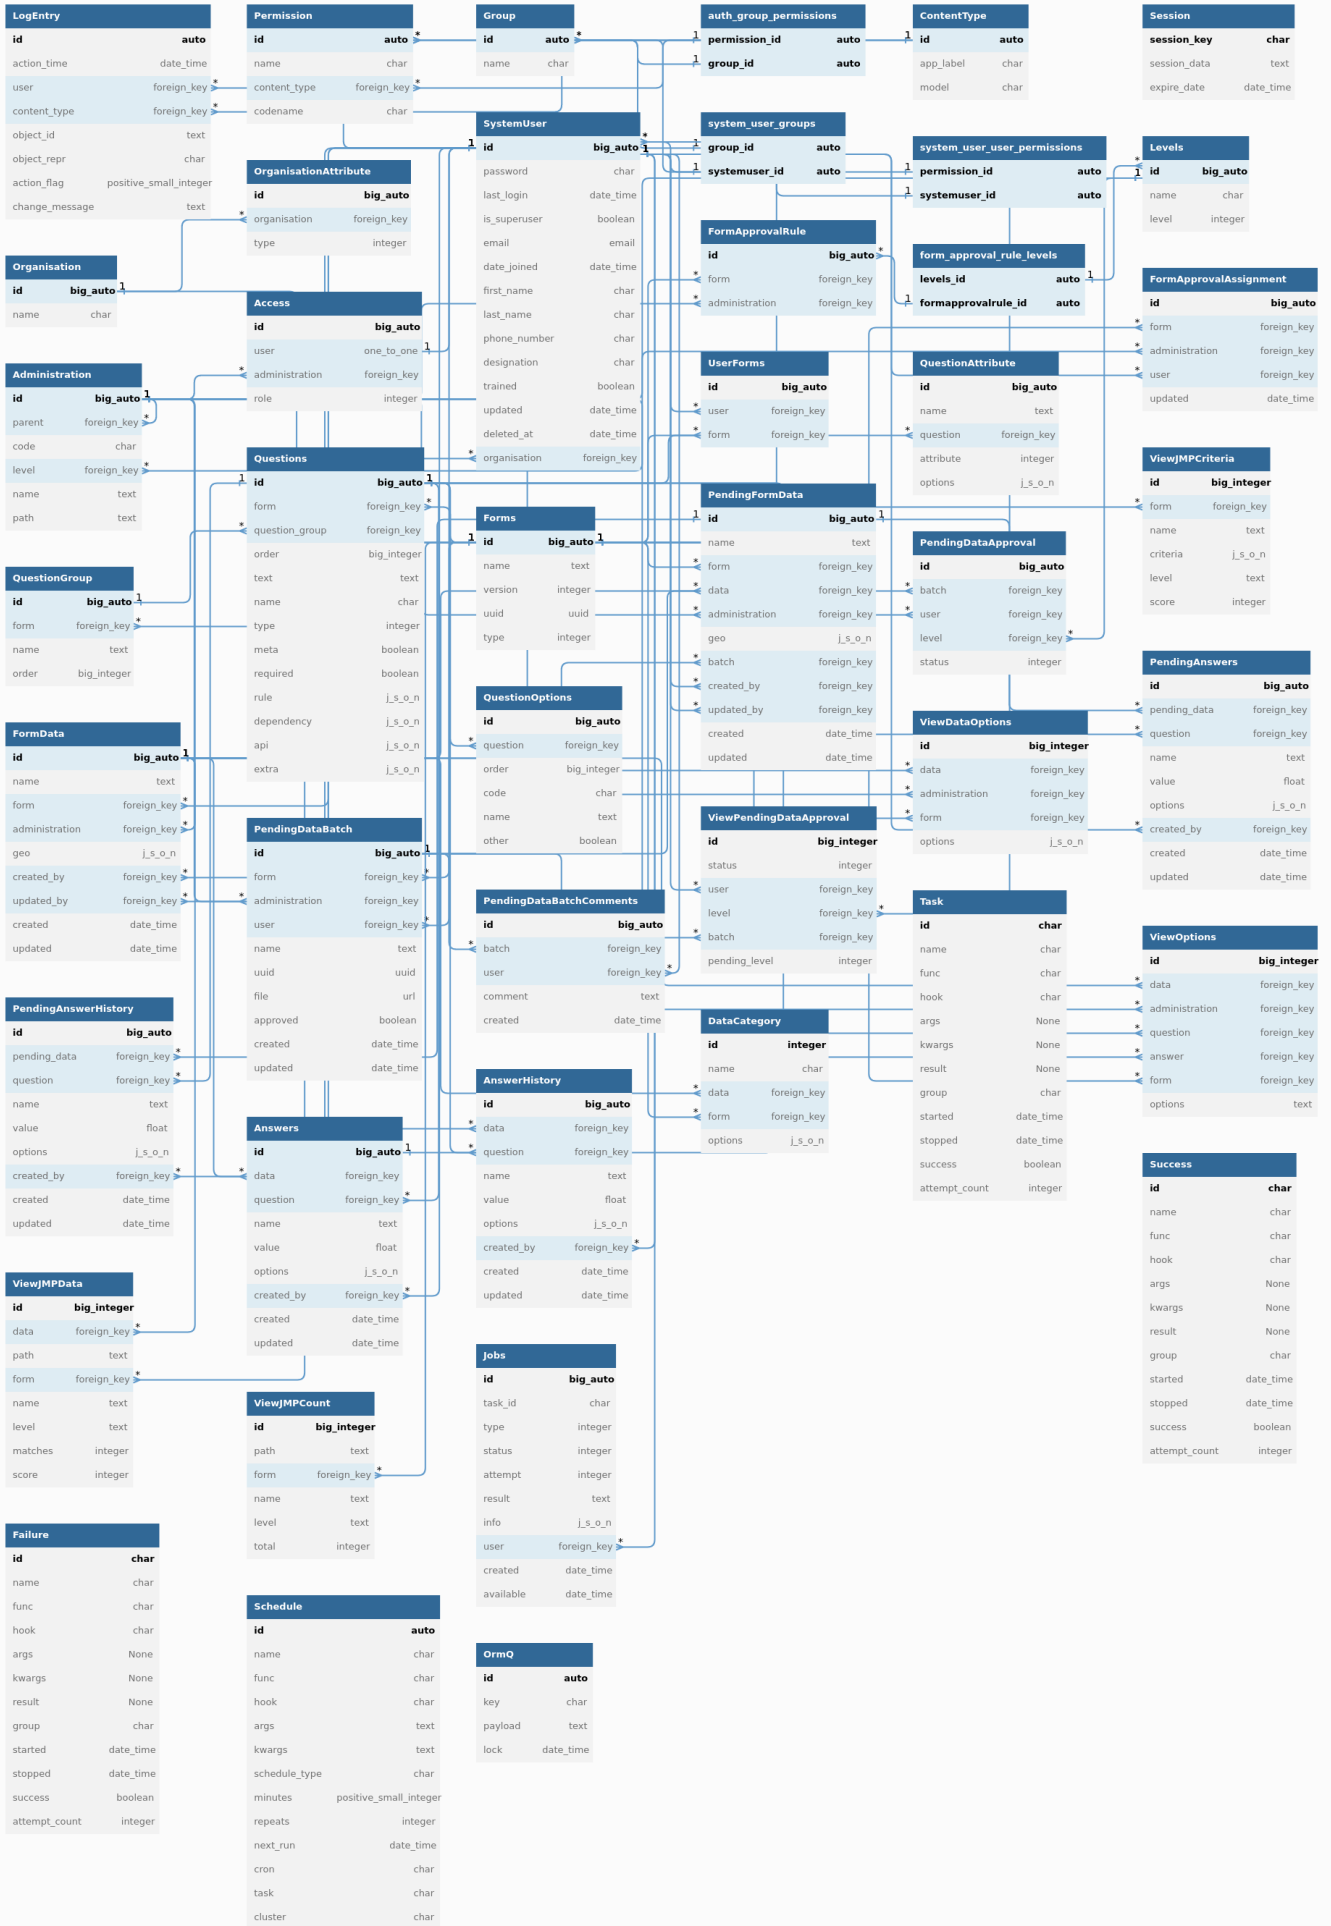 LogEntry
id auto
action_time date_time
user foreign_key *
content_type foreign_key *
object_id text
object_repr char
action_flag positive_small_integer
change_message text
Organisation
id big_auto 1
name char
Administration
id big_auto 1
parent foreign_key *
code char
level foreign_key *
name text
path text
QuestionGroup
id big_auto 1
form foreign_key *
name text
order big_integer
FormData
id big_auto 1
name text
form foreign_key *
administration foreign_key *
geo j_s_o_n
created_by foreign_key *
updated_by foreign_key *
created date_time
updated date_time
PendingAnswerHistory
id big_auto
pending_data foreign_key *
question foreign_key *
name text
value float
options j_s_o_n
created_by foreign_key *
created date_time
updated date_time
ViewJMPData
id big_integer
data foreign_key *
path text
form foreign_key *
name text
level text
matches integer
score integer
Failure
id char
name char
func char
hook char
args None
kwargs None
result None
group char
started date_time
stopped date_time
success boolean
attempt_count integer
Permission
id auto *
name char
content_type foreign_key *
codename char
OrganisationAttribute
id big_auto
* organisation foreign_key
type integer
Access
id big_auto
user one_to_one 1
* administration foreign_key
role integer
Questions
1 id big_auto 1
form foreign_key *
* question_group foreign_key
order big_integer
text text
name char
type integer
meta boolean
required boolean
rule j_s_o_n
dependency j_s_o_n
api j_s_o_n
extra j_s_o_n
PendingDataBatch
id big_auto 1
form foreign_key *
* administration foreign_key
user foreign_key *
name text
uuid uuid
file url
approved boolean
created date_time
updated date_time
Answers
id big_auto 1
* data foreign_key
question foreign_key *
name text
value float
options j_s_o_n
created_by foreign_key *
created date_time
updated date_time
ViewJMPCount
id big_integer
path text
form foreign_key *
name text
level text
total integer
Schedule
id auto
name char
func char
hook char
args text
kwargs text
schedule_type char
minutes positive_small_integer
repeats integer
next_run date_time
cron char
task char
cluster char
Group
id auto *
name char
SystemUser
*
1 id big_auto 1
password char
last_login date_time
is_superuser boolean
email email
date_joined date_time
first_name char
last_name char
phone_number char
designation char
trained boolean
updated date_time
deleted_at date_time
* organisation foreign_key
Forms
1 id big_auto 1
name text
version integer
uuid uuid
type integer
QuestionOptions
id big_auto
* question foreign_key
order big_integer
code char
name text
other boolean
PendingDataBatchComments
id big_auto
* batch foreign_key
user foreign_key *
comment text
created date_time
AnswerHistory
id big_auto
* data foreign_key
* question foreign_key
name text
value float
options j_s_o_n
created_by foreign_key *
created date_time
updated date_time
Jobs
id big_auto
task_id char
type integer
status integer
attempt integer
result text
info j_s_o_n
user foreign_key *
created date_time
available date_time
OrmQ
id auto
key char
payload text
lock date_time
auth_group_permissions
1 permission_id auto
1 group_id auto
system_user_groups
1 group_id auto
1 systemuser_id auto
FormApprovalRule
id big_auto *
* form foreign_key
* administration foreign_key
UserForms
id big_auto
* user foreign_key
* form foreign_key
PendingFormData
1 id big_auto 1
name text
* form foreign_key
* data foreign_key
* administration foreign_key
geo j_s_o_n
* batch foreign_key
* created_by foreign_key
* updated_by foreign_key
created date_time
updated date_time
ViewPendingDataApproval
id big_integer
status integer
* user foreign_key
level foreign_key *
* batch foreign_key
pending_level integer
DataCategory
id integer
name char
* data foreign_key
* form foreign_key
options j_s_o_n
ContentType
1 id auto
app_label char
model char
system_user_user_permissions
1 permission_id auto
1 systemuser_id auto
form_approval_rule_levels
levels_id auto 1
1 formapprovalrule_id auto
QuestionAttribute
id big_auto
name text
* question foreign_key
attribute integer
options j_s_o_n
PendingDataApproval
id big_auto
* batch foreign_key
* user foreign_key
level foreign_key *
status integer
ViewDataOptions
id big_integer
* data foreign_key
* administration foreign_key
* form foreign_key
options j_s_o_n
Task
id char
name char
func char
hook char
args None
kwargs None
result None
group char
started date_time
stopped date_time
success boolean
attempt_count integer
Session
session_key char
session_data text
expire_date date_time
Levels
*
1 id big_auto
name char
level integer
FormApprovalAssignment
id big_auto
* form foreign_key
* administration foreign_key
* user foreign_key
updated date_time
ViewJMPCriteria
id big_integer
* form foreign_key
name text
criteria j_s_o_n
level text
score integer
PendingAnswers
id big_auto
* pending_data foreign_key
* question foreign_key
name text
value float
options j_s_o_n
* created_by foreign_key
created date_time
updated date_time
ViewOptions
id big_integer
* data foreign_key
* administration foreign_key
* question foreign_key
* answer foreign_key
* form foreign_key
options text
Success
id char
name char
func char
hook char
args None
kwargs None
result None
group char
started date_time
stopped date_time
success boolean
attempt_count integer